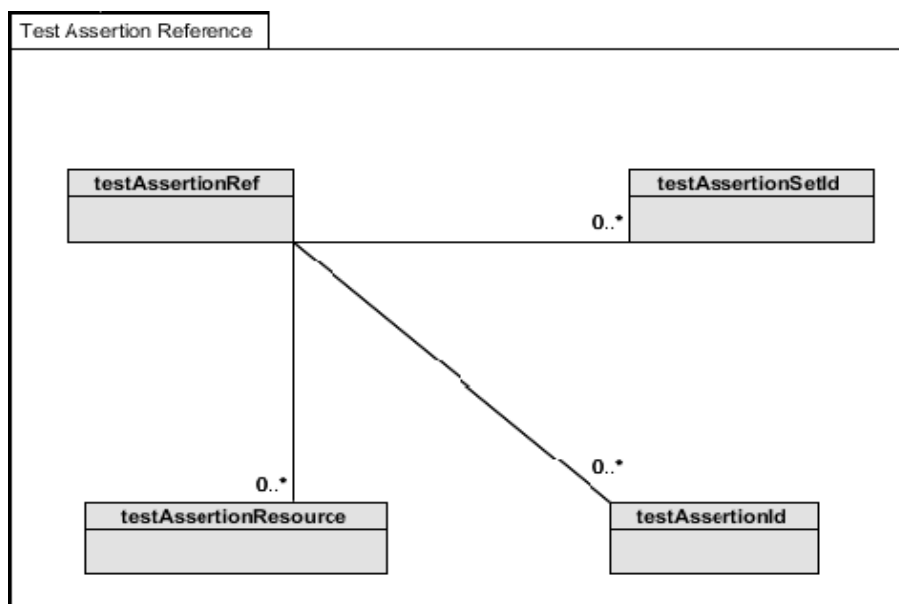 Test Assertion Reference
testAssertionRef
testAssertionSetId
0..*
0..*
0..*
testAssertionResource
testAssertionId